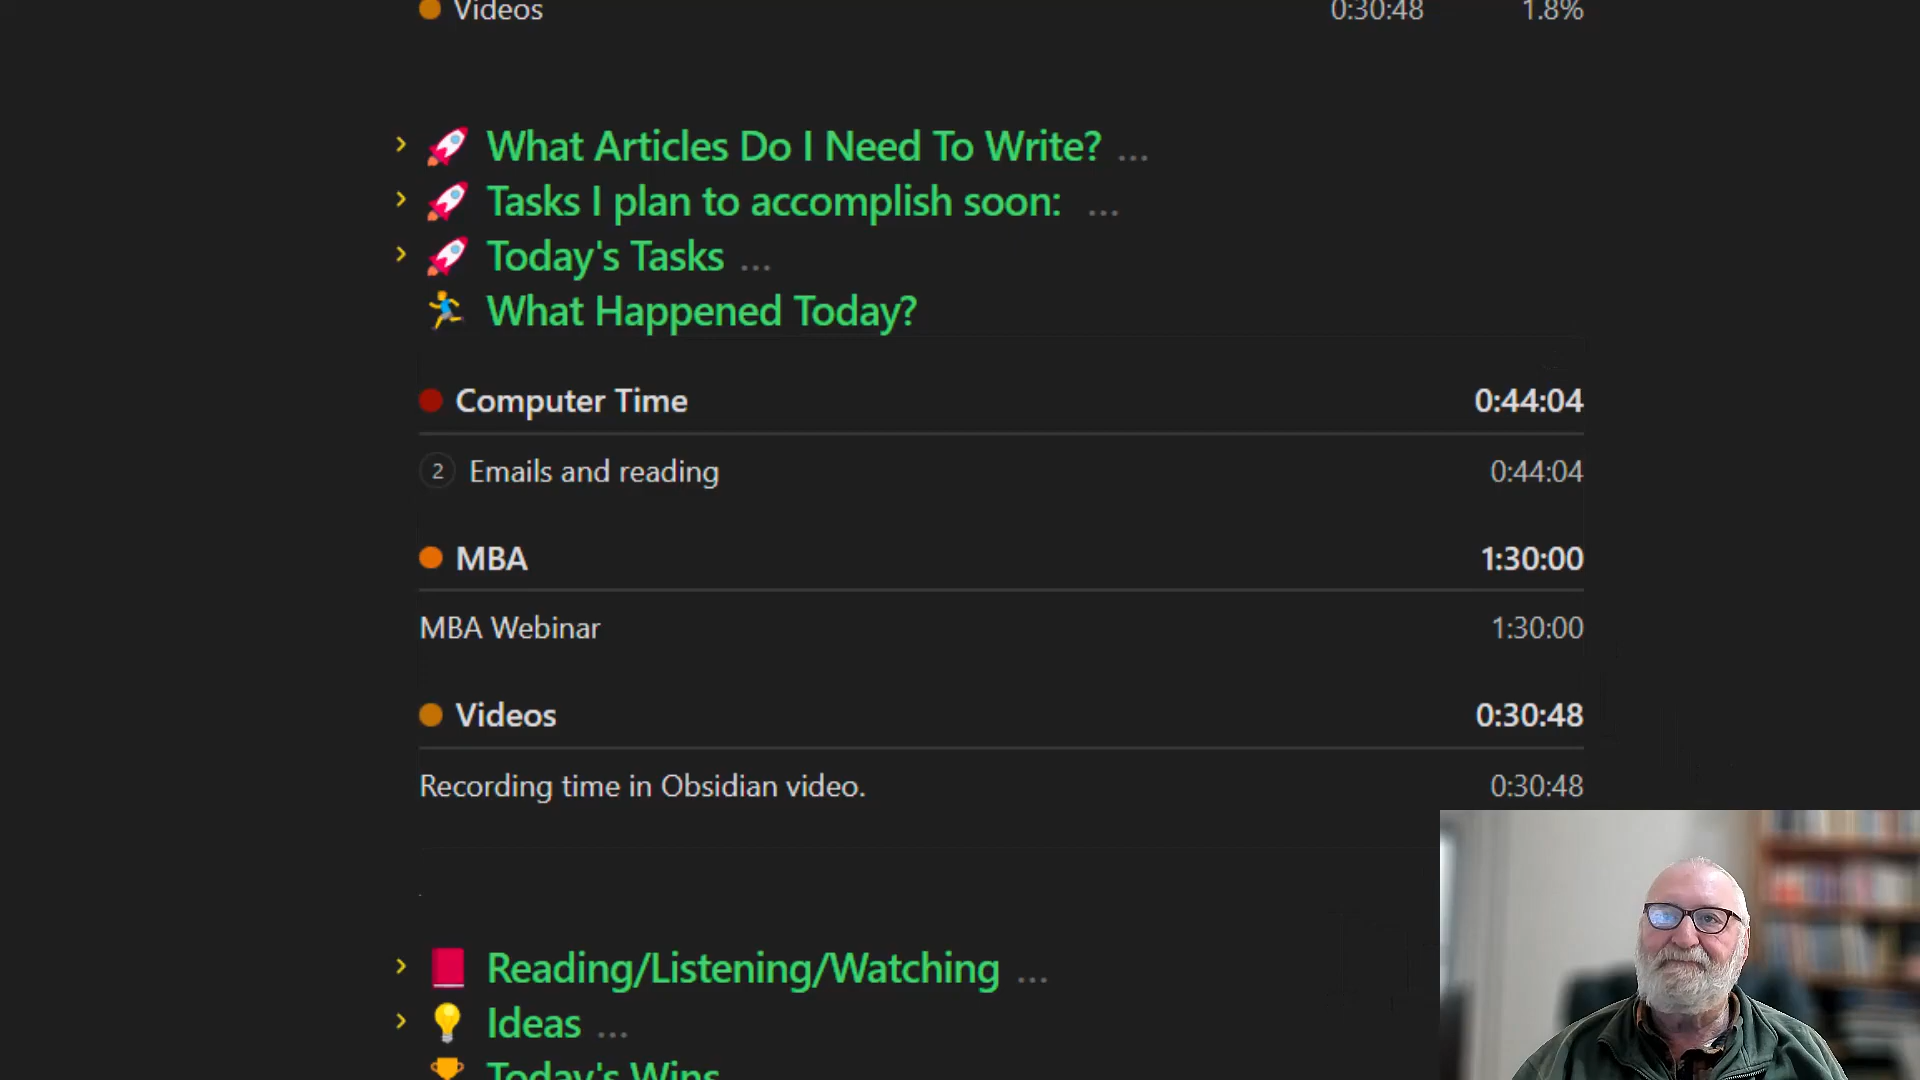 Videos 0:30:48 1.8%
What Articles Do I Need To Write? ...
Tasks I plan to accomplish soon: ...
Today's Tasks ...
What Happened Today?
Computer Time 0:44:04
2 Emails and reading 0:44:04
MBA 1:30:00
MBA Webinar 1:30:00
Videos 0:30:48
Recording time in Obsidian video. 0:30:48
Reading/Listening/Watching ...
Ideas ...
Today's Wins